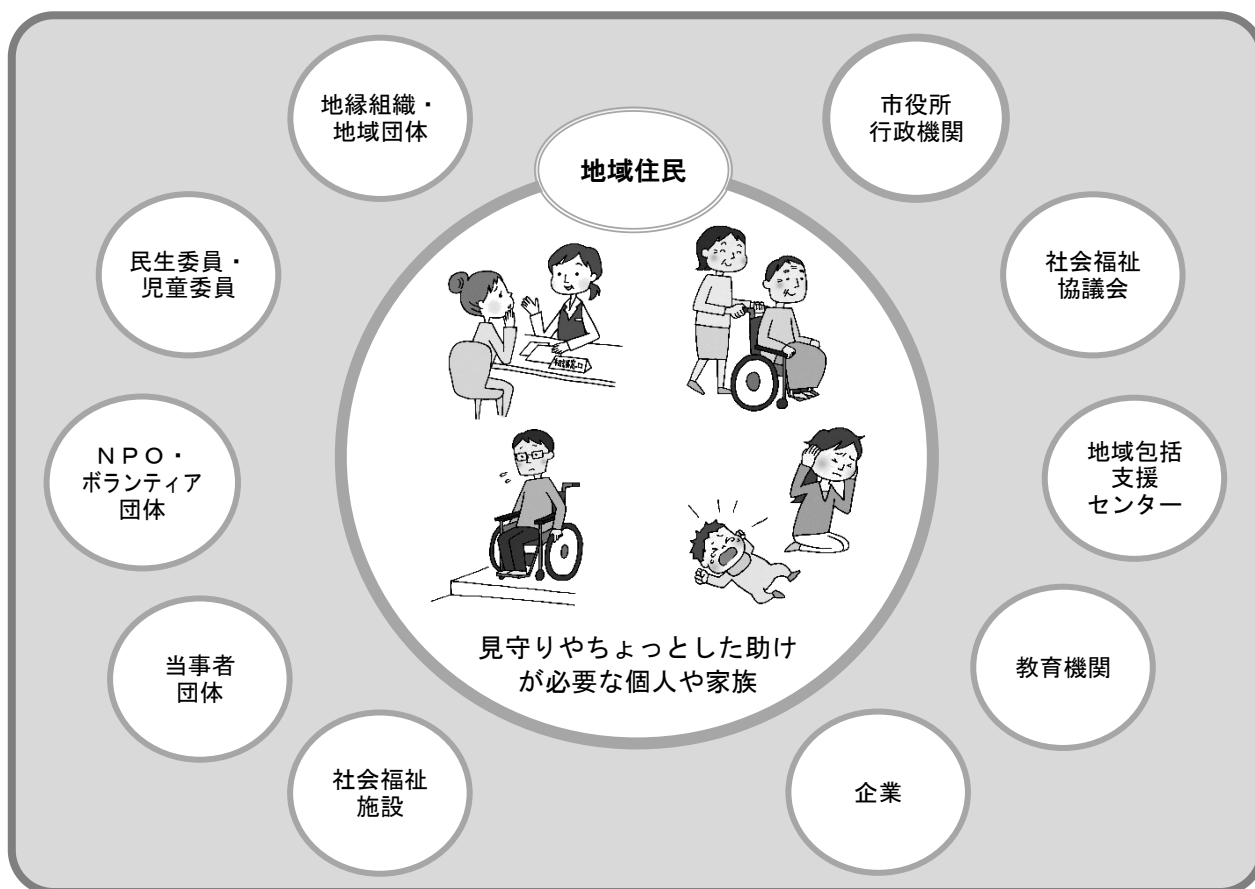 地縁組織・
地域団体
市役所
行政機関
地域住民
民生委員・
児童委員
社会福祉
協議会
相談窓口
ＮＰＯ・
ボランティア
団体
地域包括
支援
センター
見守りやちょっとした助け
が必要な個人や家族
当事者
団体
教育機関
社会福祉
施設
企業